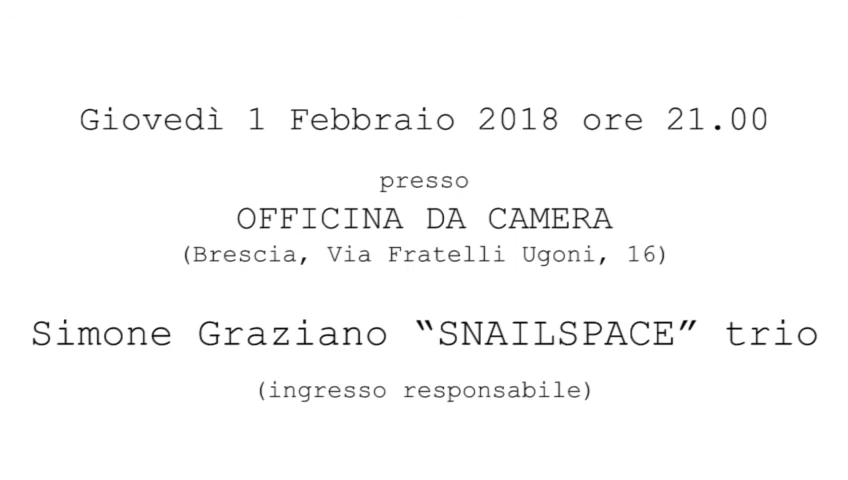 Giovedì 1 Febbraio 2018 ore 21.00
presso
OFFICINA DA CAMERA
(Brescia, Via Fratelli Ugoni, 16)
Simone Graziano “SNAILSPACE” trio
(ingresso responsabile)